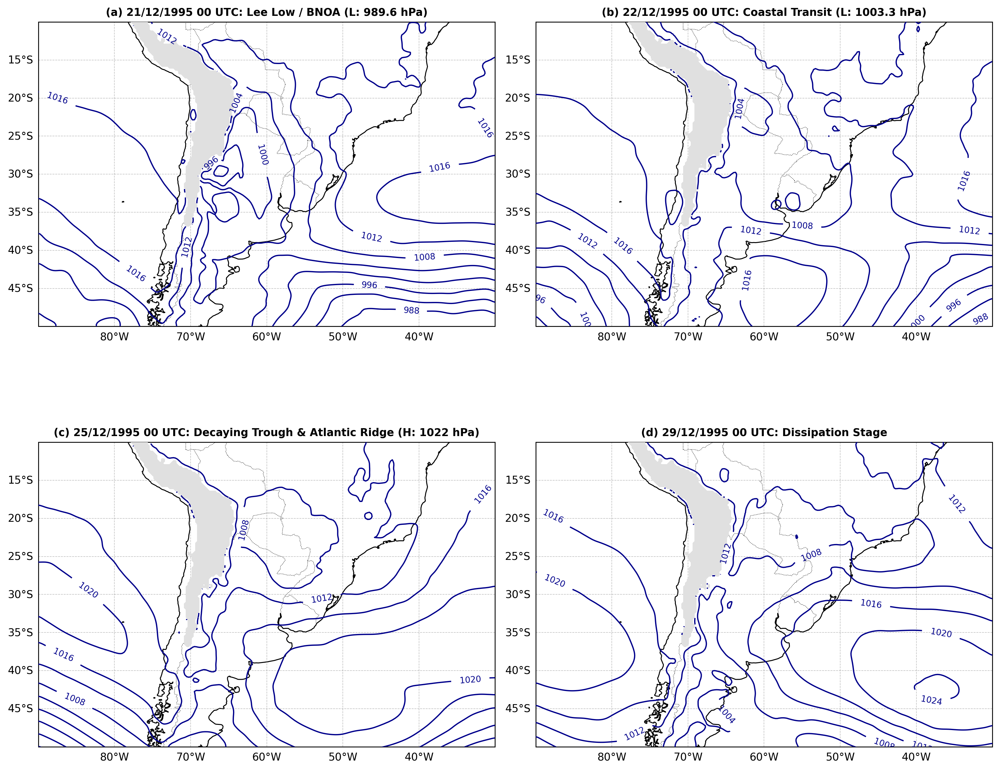 (a) 21/12/1995 00 UTC: Lee Low / BNOA (L: 989.6 hPa)
1012
15°S
1016
20°S
1004
1016
25°S
1000
996
1016
30°S
35°S
1012
1012
40°S
1008
1016
996
45°S
988
80°W 70°W 60°W 50°W 40°W
(b) 22/12/1995 00 UTC: Coastal Transit (L: 1003.3 hPa)
15°S
20°S
1004
25°S
30°S
1016
35°S
1008
1012
1012
1012
1016
40°S
1016
45°S
96
996
100
000
988
80°W 70°W 60°W 50°W 40°W
(c) 25/12/1995 00 UTC: Decaying Trough & Atlantic Ridge (H: 1022 hPa)
15°S
1016
20°S
1008
25°S
1020
30°S
1012
35°S
1016
40°S
1020
1008
45°S
80°W 70°W 60°W 50°W 40°W
(d) 29/12/1995 00 UTC: Dissipation Stage
15°S
1012
1016
20°S
1012
1008
25°S
1020
30°S
1016
35°S
1020
40°S
1024
45°S
1004
1012
1008
1012
80°W 70°W 60°W 50°W 40°W